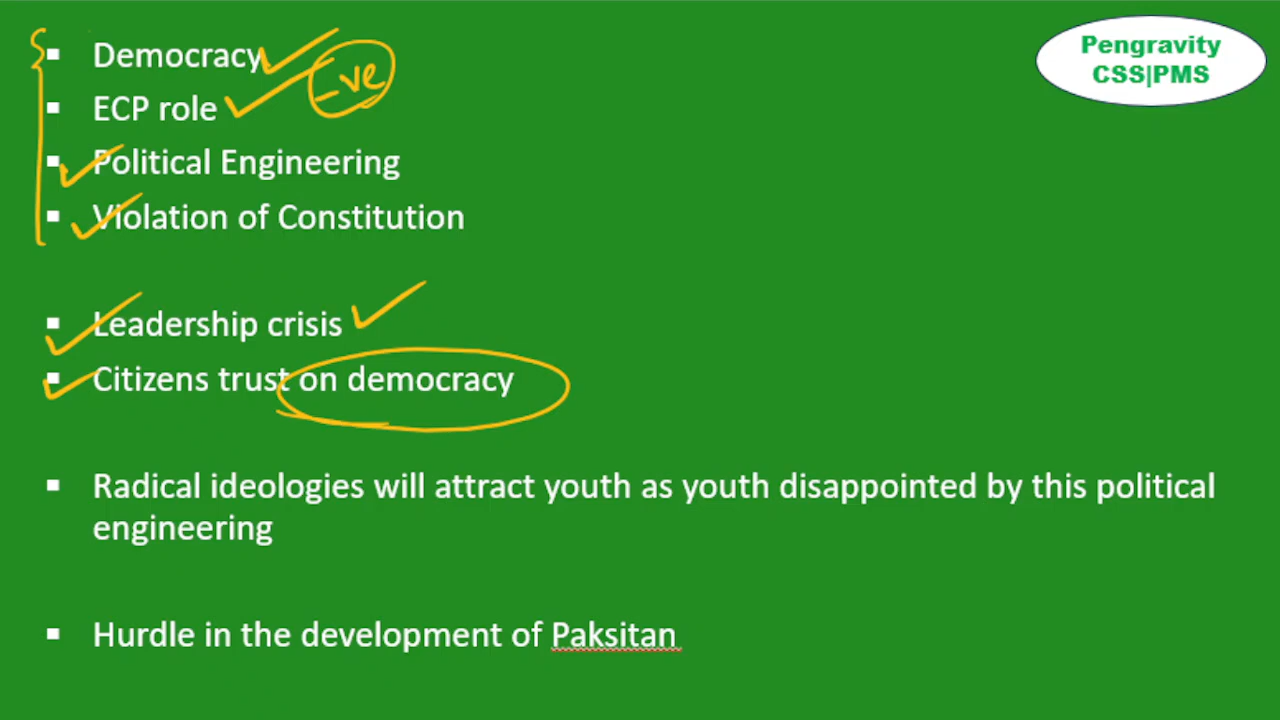 Democracy
-ve
ECP role
Political Engineering
Violation of Constitution
Leadership crisis
Citizens trust on democracy
Radical ideologies will attract youth as youth disappointed by this political
engineering
Hurdle in the development of Paksitan
Pengravity
CSS|PMS